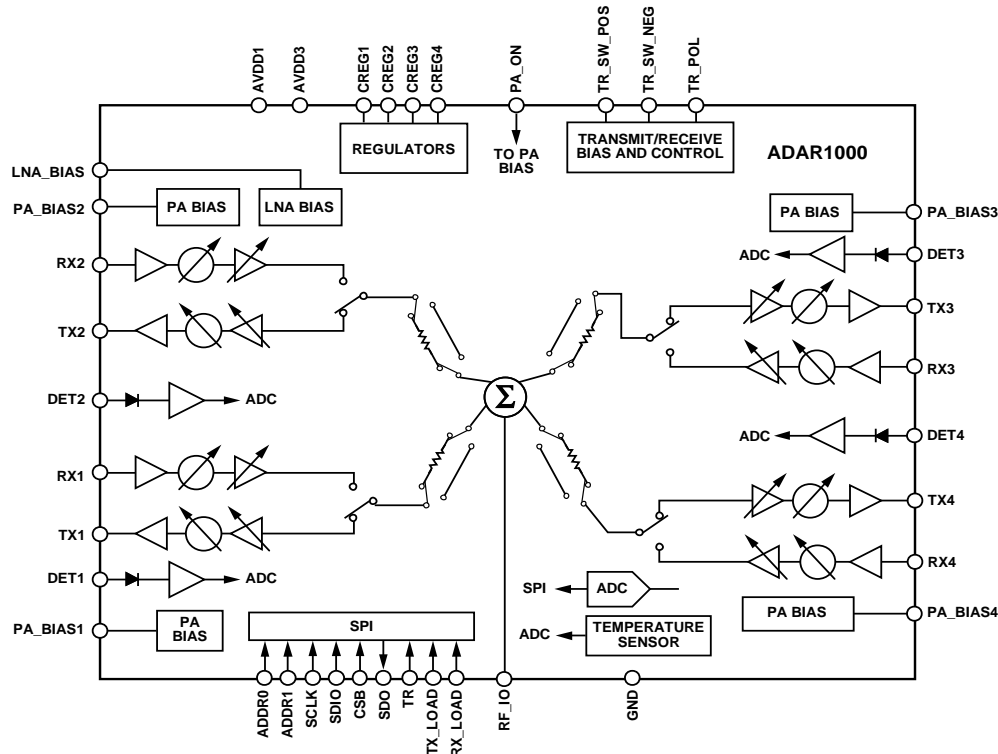 AVDD1
AVDD3
CREG1
CREG2
CREG3
CREG4
PA_ON
TR_SW_POS
TR_SW_NEG
TR_POL
REGULATORS
TO PA
BIAS
TRANSMIT/RECEIVE
BIAS AND CONTROL
ADAR1000
LNA_BIAS
PA_BIAS2
PA BIAS
LNA BIAS
PA BIAS
PA_BIAS3
RX2
ADC
DET3
TX2
TX3
RX3
DET2
ADC
Σ
ADC
DET4
RX1
TX4
TX1
RX4
DET1
ADC
SPI
ADC
PA_BIAS1
PA
BIAS
SPI
ADC
TEMPERATURE
SENSOR
PA BIAS
PA_BIAS4
ADDR0
ADDR1
SCLK
SDIO
CSB
SDO
TR
TX_LOAD
RX_LOAD
RF_IO
GND